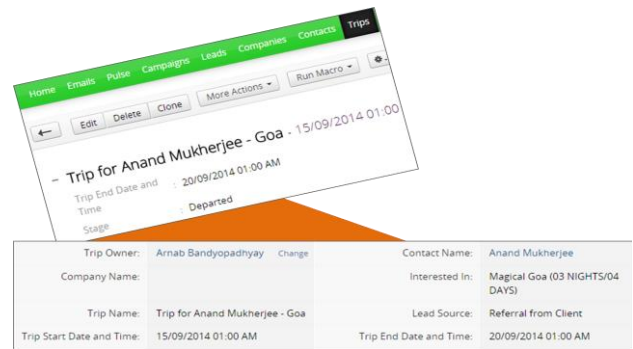 Home Emails Pulse Campaigns Leads Companies Contacts Trips
← Edit Delete Clone More Actions Run Macro
- Trip for Anand Mukherjee - Goa - 15/09/2014 01:00
Trip End Date and Time : 20/09/2014 01:00 AM
Stage : Departed
Trip Owner: Arnab Bandyopadhyay Change Contact Name: Anand Mukherjee
Company Name: Interested In: Magical Goa (03 NIGHTS/04
DAYS)
Trip Name: Trip for Anand Mukherjee - Goa Lead Source: Referral from Client
Trip Start Date and Time: 15/09/2014 01:00 AM Trip End Date and Time: 20/09/2014 01:00 AM